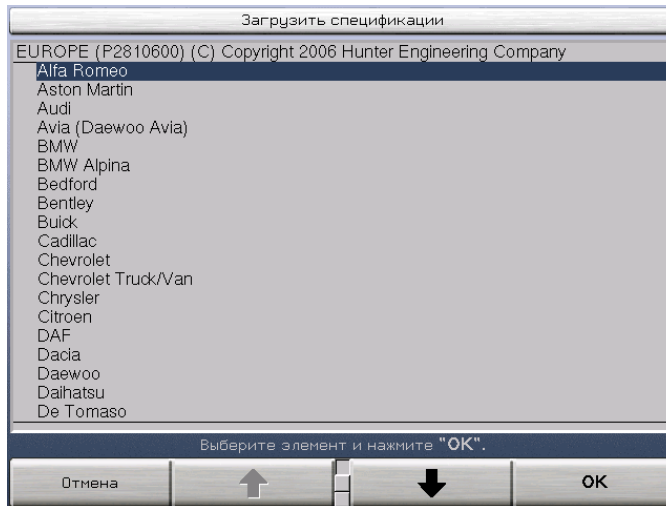 Загрузить спецификации
EUROPE (P2810600) (C) Copyright 2006 Hunter Engineering Company
Alfa Romeo
Aston Martin
Audi
Avia (Daewoo Avia)
BMW
BMW Alpina
Bedford
Bentley
Buick
Cadillac
Chevrolet
Chevrolet Truck/Van
Chrysler
Citroen
DAF
Dacia
Daewoo
Daihatsu
De Tomaso
Выберите элемент и нажмите "OK".
Отмена OK